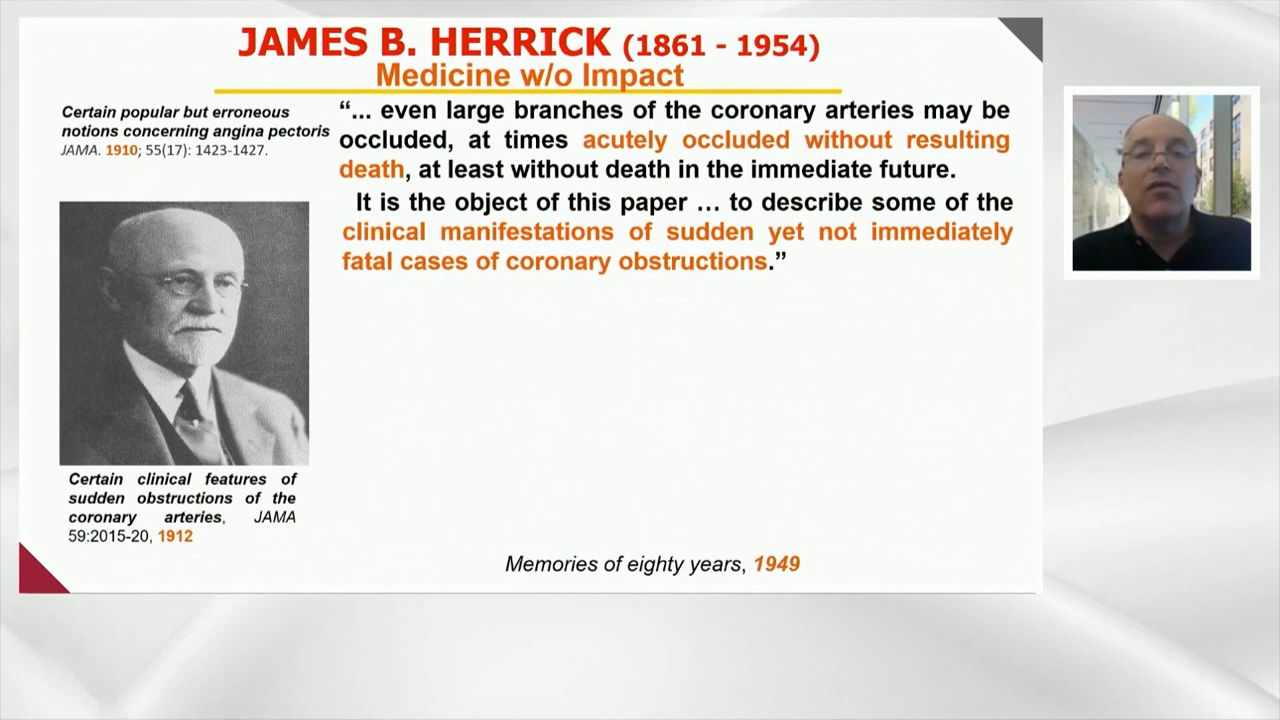 JAMES B. HERRICK (1861 - 1954)
Medicine w/o Impact
Certain popular but erroneous
notions concerning angina pectoris
JAMA. 1910; 55(17): 1423-1427.
“... even large branches of the coronary arteries may be
occluded, at times acutely occluded without resulting
death, at least without death in the immediate future.
It is the object of this paper … to describe some of the
clinical manifestations of sudden yet not immediately
fatal cases of coronary obstructions.”
Certain clinical features of
sudden obstructions of the
coronary arteries, JAMA
59:2015-20, 1912
Memories of eighty years, 1949